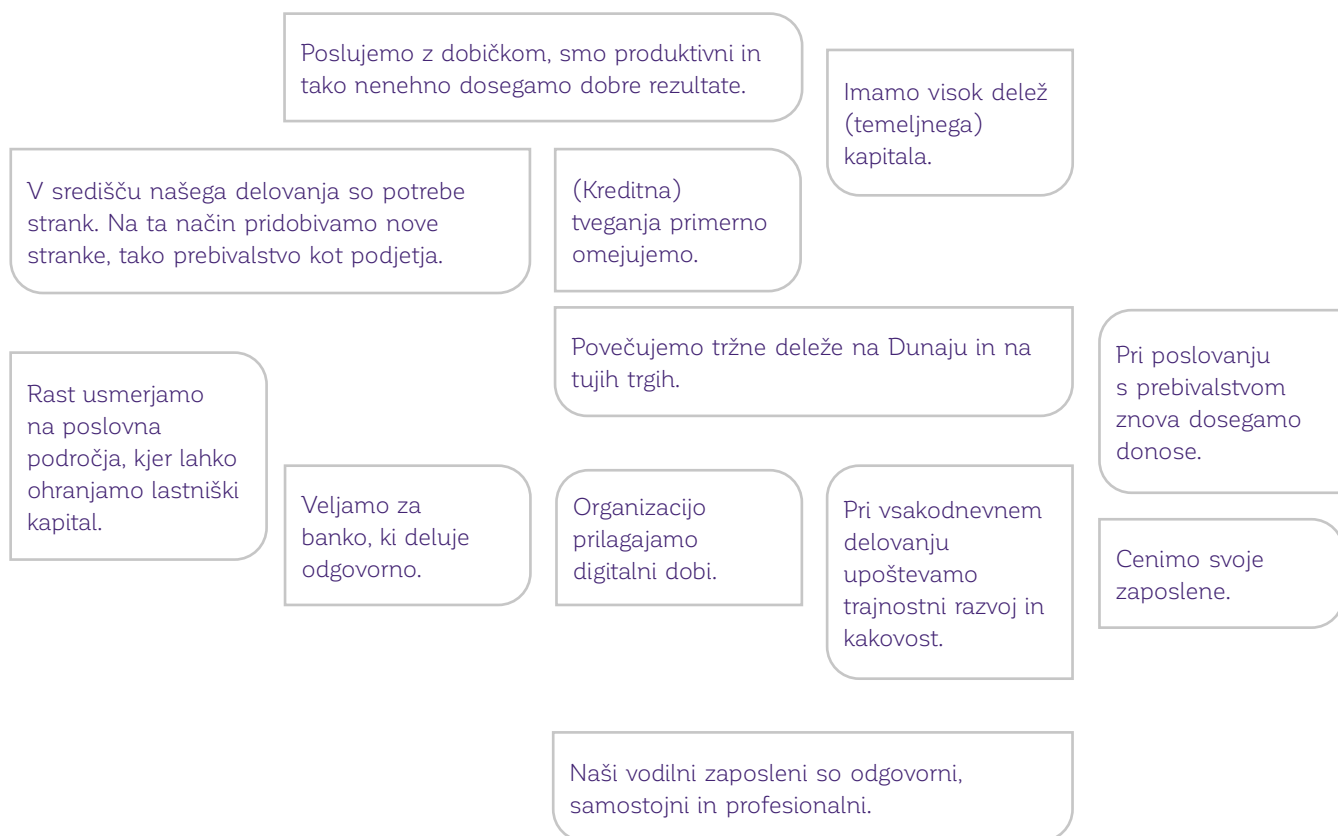 Poslujemo z dobičkom, smo produktivni in
tako nenehno dosegamo dobre rezultate.
Imamo visok delež
(temeljnega)
kapitala.
V središču našega delovanja so potrebe
strank. Na ta način pridobivamo nove
stranke, tako prebivalstvo kot podjetja.
(Kreditna)
tveganja primerno
omejujemo.
Povečujemo tržne deleže na Dunaju in na
tujih trgih.
Pri poslovanju
s prebivalstvom
znova dosegamo
donose.
Rast usmerjamo
na poslovna
področja, kjer lahko
ohranjamo lastniški
kapital.
Veljamo za
banko, ki deluje
odgovorno.
Organizacijo
prilagajamo
digitalni dobi.
Pri vsakodnevnem
delovanju
upoštevamo
trajnostni razvoj in
kakovost.
Cenimo svoje
zaposlene.
Naši vodilni zaposleni so odgovorni,
samostojni in profesionalni.